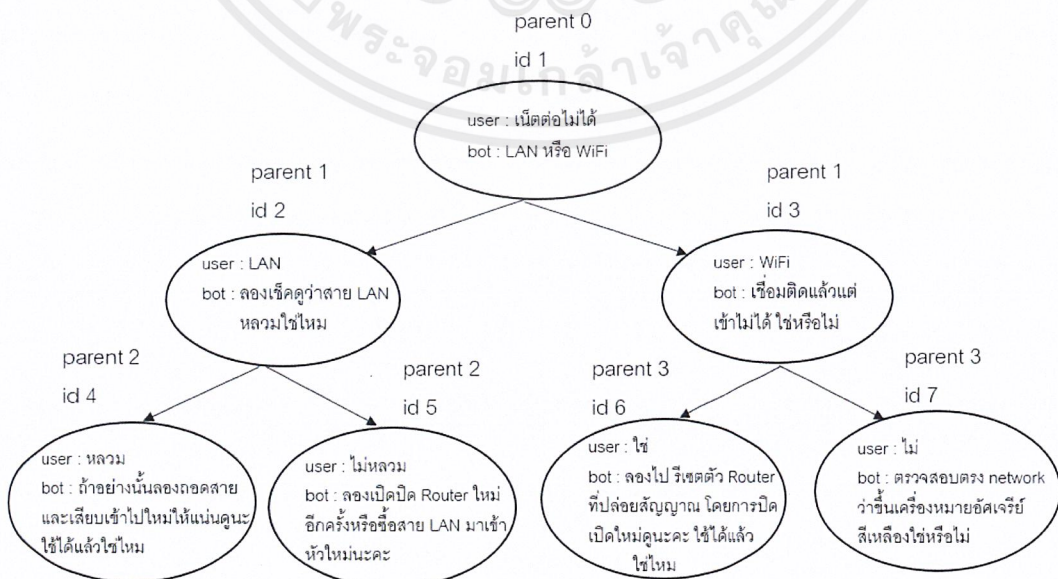 พระจอมเกล้าเจ้าคุณ
parent 0
id 1
user : เน็ตต่อไม่ได้
bot : LAN หรือ WiFi
parent 1
id 2
user : LAN
bot : ลองเช็คดูว่าสาย LAN
หลวมใช่ไหม
parent 1
id 3
user : WiFi
bot : เชื่อมติดแล้วแต่
เข้าไม่ได้ ใช่หรือไม่
parent 2
id 4
user : หลวม
bot : ถ้าอย่างนั้นลองถอดสาย
และเสียบเข้าไปใหม่ให้แน่นดูนะ
ใช้ได้แล้วใช่ไหม
parent 2
id 5
user : ไม่หลวม
bot : ลองเปิดปิด Router ใหม่
อีกครั้งหรือซื้อสาย LAN มาเข้า
หัวใหม่นะคะ
parent 3
id 6
user : ใช่
bot : ลองไป รีเซตตัว Router
ที่ปล่อยสัญญาณ โดยการปิด
เปิดใหม่ดูนะคะ ใช้ได้แล้ว
ใช่ไหม
parent 3
id 7
user : ไม่
bot : ตรวจสอบตรง network
ว่าขึ้นเครื่องหมายอัศเจรีย์
สีเหลืองใช่หรือไม่